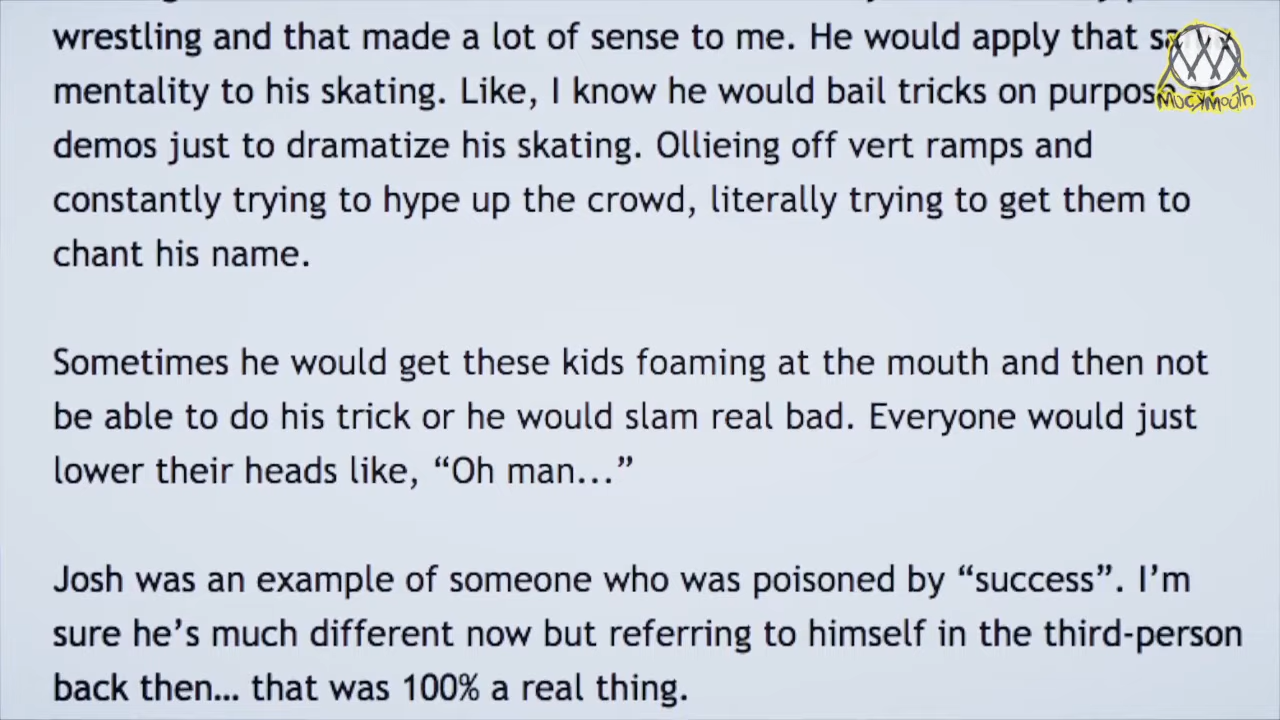 wrestling and that made a lot of sense to me. He would apply that
mentality to his skating. Like, I know he would bail tricks on purpose
demos just to dramatize his skating. Ollieing off vert ramps and
constantly trying to hype up the crowd, literally trying to get them to
chant his name.
Sometimes he would get these kids foaming at the mouth and then not
be able to do his trick or he would slam real bad. Everyone would just
lower their heads like, “Oh man...”
Josh was an example of someone who was poisoned by “success”. I’m
sure he’s much different now but referring to himself in the third-person
back then… that was 100% a real thing.
MUCKMOUTH